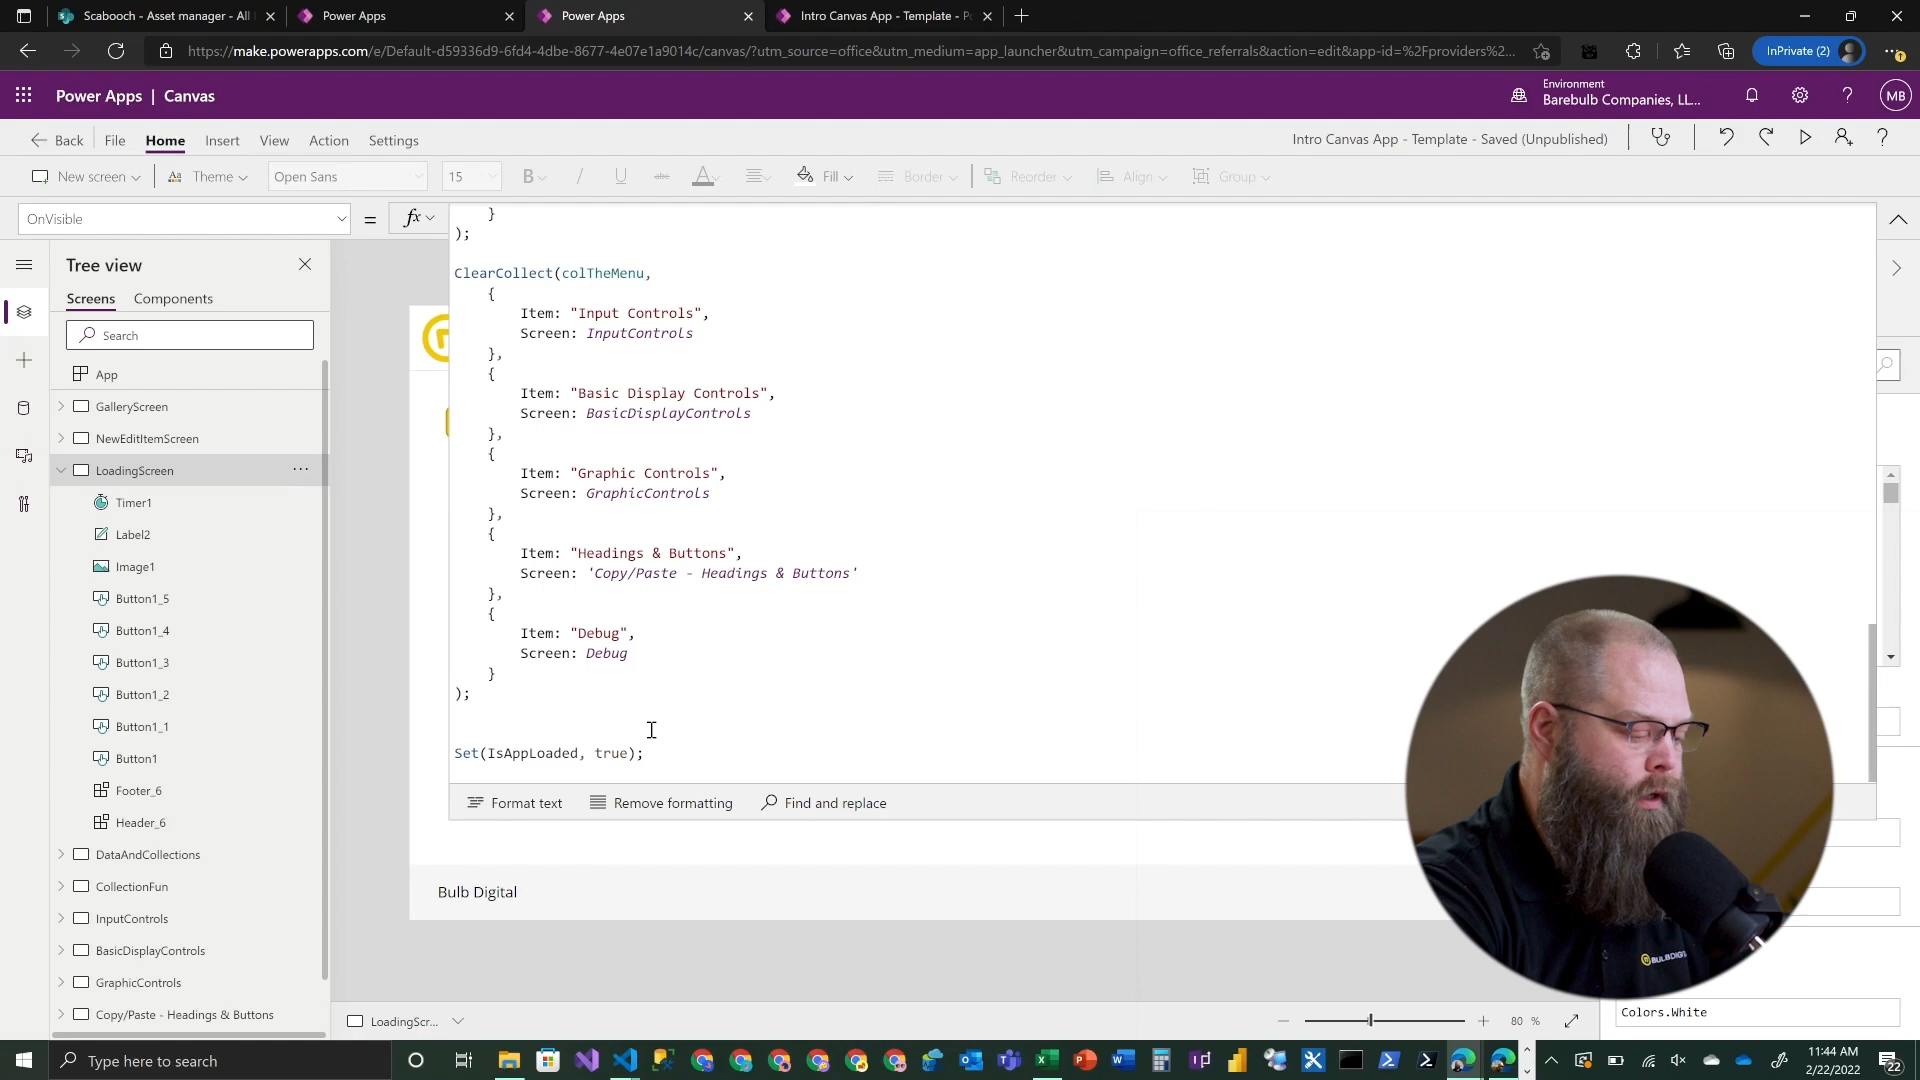 Scabooch - Asset manager - All
Power Apps
Power Apps
Intro Canvas App - Template - Po
https://make.powerapps.com/e/Default-d59336d9-6fd4-4dbe-8677-4e07e1a9014c/canvas/?utm_source=office&utm_medium=app_launcher&utm_campaign=office_referrals&action=edit&app-id=%2Fproviders%2...
InPrivate (2)
Power Apps | Canvas
Environment
Barebulb Companies, LL...
MB
Back
File
Home
Insert
View
Action
Settings
Intro Canvas App - Template - Saved (Unpublished)
New screen
Theme
Open Sans
15
B
Fill
Border
Reorder
Align
Group
OnVisible
=
fx
}
);
ClearCollect(colTheMenu,
{
Item: "Input Controls",
Screen: InputControls
},
{
Item: "Basic Display Controls",
Screen: BasicDisplayControls
},
{
Item: "Graphic Controls",
Screen: GraphicControls
},
{
Item: "Headings & Buttons",
Screen: 'Copy/Paste - Headings & Buttons'
},
{
Item: "Debug",
Screen: Debug
}
);
Set(IsAppLoaded, true);
Format text
Remove formatting
Find and replace
Tree view
Screens
Components
Search
App
GalleryScreen
NewEditItemScreen
LoadingScreen
Timer1
Label2
Image1
Button1_5
Button1_4
Button1_3
Button1_2
Button1_1
Button1
Footer_6
Header_6
DataAndCollections
CollectionFun
InputControls
BasicDisplayControls
GraphicControls
Copy/Paste - Headings & Buttons
Bulb Digital
LoadingScr...
80 %
Colors.White
Type here to search
11:44 AM
2/22/2022
22